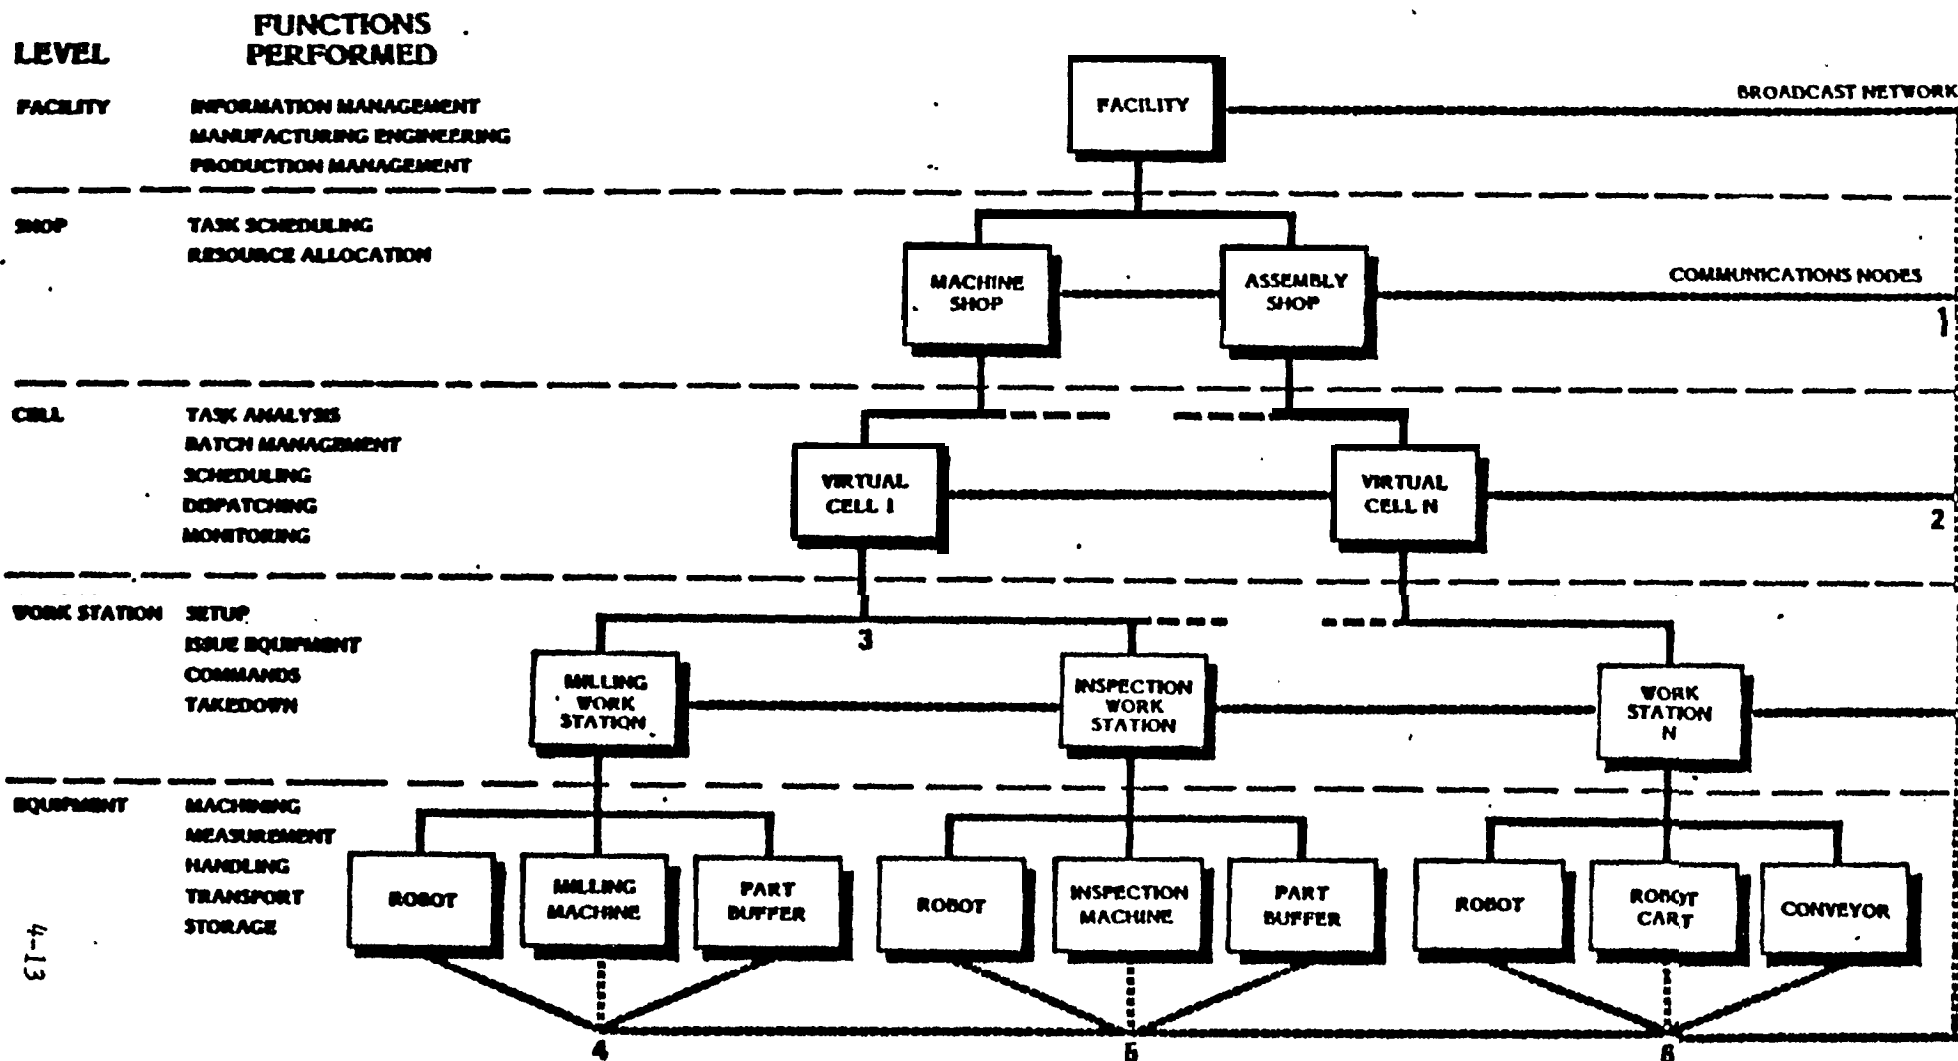 LEVEL
FUNCTIONS
PERFORMED
FACILITY
INFORMATION MANAGEMENT
MANUFACTURING ENGINEERING
PRODUCTION MANAGEMENT
FACILITY
BROADCAST NETWORK
SHOP
TASK SCHEDULING
RESOURCE ALLOCATION
MACHINE
SHOP
ASSEMBLY
SHOP
COMMUNICATIONS NODES
1
CELL
TASK ANALYSIS
BATCH MANAGEMENT
SCHEDULING
DISPATCHING
MONITORING
VIRTUAL
CELL 1
VIRTUAL
CELL N
2
WORK STATION
SETUP
ISSUE EQUIPMENT
COMMANDS
TAKEDOWN
3
MILLING
WORK
STATION
INSPECTION
WORK
STATION
WORK
STATION
N
EQUIPMENT
MACHINING
MEASUREMENT
HANDLING
TRANSPORT
STORAGE
ROBOT
MILLING
MACHINE
PART
BUFFER
ROBOT
INSPECTION
MACHINE
PART
BUFFER
ROBOT
ROBOT
CART
CONVEYOR
4
5
6
4-13